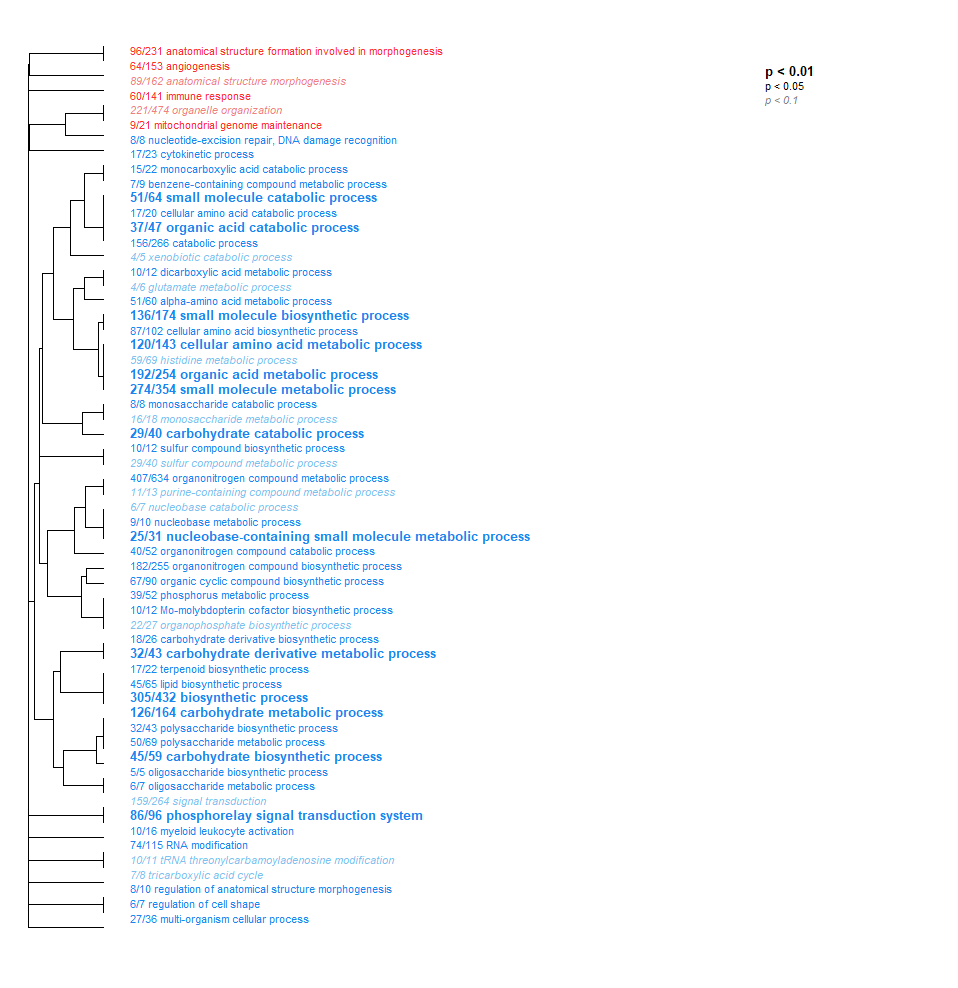 96/231 anatomical structure formation involved in morphogenesis
64/153 angiogenesis
89/162 anatomical structure morphogenesis
60/141 immune response
221/474 organelle organization
9/21 mitochondrial genome maintenance
8/8 nucleotide-excision repair, DNA damage recognition
17/23 cytokinetic process
15/22 monocarboxylic acid catabolic process
7/9 benzene-containing compound metabolic process
51/64 small molecule catabolic process
17/20 cellular amino acid catabolic process
37/47 organic acid catabolic process
156/266 catabolic process
4/5 xenobiotic catabolic process
10/12 dicarboxylic acid metabolic process
4/6 glutamate metabolic process
51/60 alpha-amino acid metabolic process
136/174 small molecule biosynthetic process
87/102 cellular amino acid biosynthetic process
120/143 cellular amino acid metabolic process
59/69 histidine metabolic process
192/254 organic acid metabolic process
274/354 small molecule metabolic process
8/8 monosaccharide catabolic process
16/18 monosaccharide metabolic process
29/40 carbohydrate catabolic process
10/12 sulfur compound biosynthetic process
29/40 sulfur compound metabolic process
407/634 organonitrogen compound metabolic process
11/13 purine-containing compound metabolic process
6/7 nucleobase catabolic process
9/10 nucleobase metabolic process
25/31 nucleobase-containing small molecule metabolic process
40/52 organonitrogen compound catabolic process
182/255 organonitrogen compound biosynthetic process
67/90 organic cyclic compound biosynthetic process
39/52 phosphorus metabolic process
10/12 Mo-molybdopterin cofactor biosynthetic process
22/27 organophosphate biosynthetic process
18/26 carbohydrate derivative biosynthetic process
32/43 carbohydrate derivative metabolic process
17/22 terpenoid biosynthetic process
45/65 lipid biosynthetic process
305/432 biosynthetic process
126/164 carbohydrate metabolic process
32/43 polysaccharide biosynthetic process
50/69 polysaccharide metabolic process
45/59 carbohydrate biosynthetic process
5/5 oligosaccharide biosynthetic process
6/7 oligosaccharide metabolic process
159/264 signal transduction
86/96 phosphorelay signal transduction system
10/16 myeloid leukocyte activation
74/115 RNA modification
10/11 tRNA threonylcarbamoyladenosine modification
7/8 tricarboxylic acid cycle
8/10 regulation of anatomical structure morphogenesis
6/7 regulation of cell shape
27/36 multi-organism cellular process
p < 0.01
p < 0.05
p < 0.1